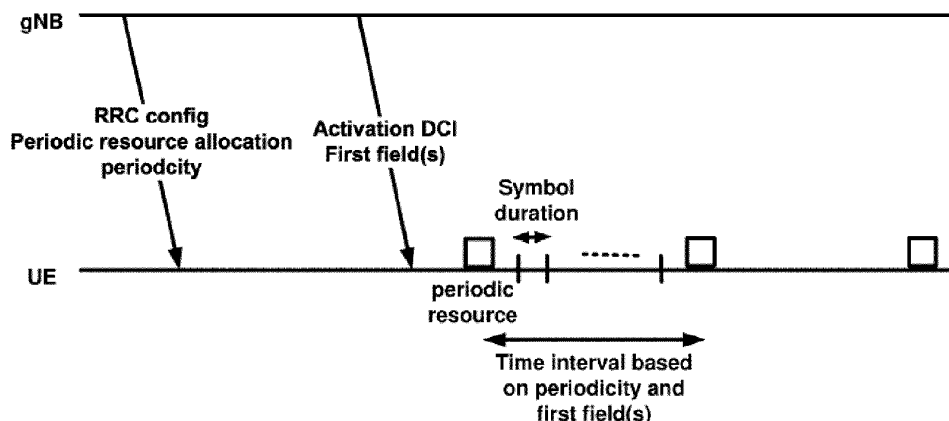 gNB
RRC config
Periodic resource allocation
periodcity
Activation DCI
First field(s)
Symbol
duration
UE
periodic
resource
Time interval based
on periodicity and
first field(s)